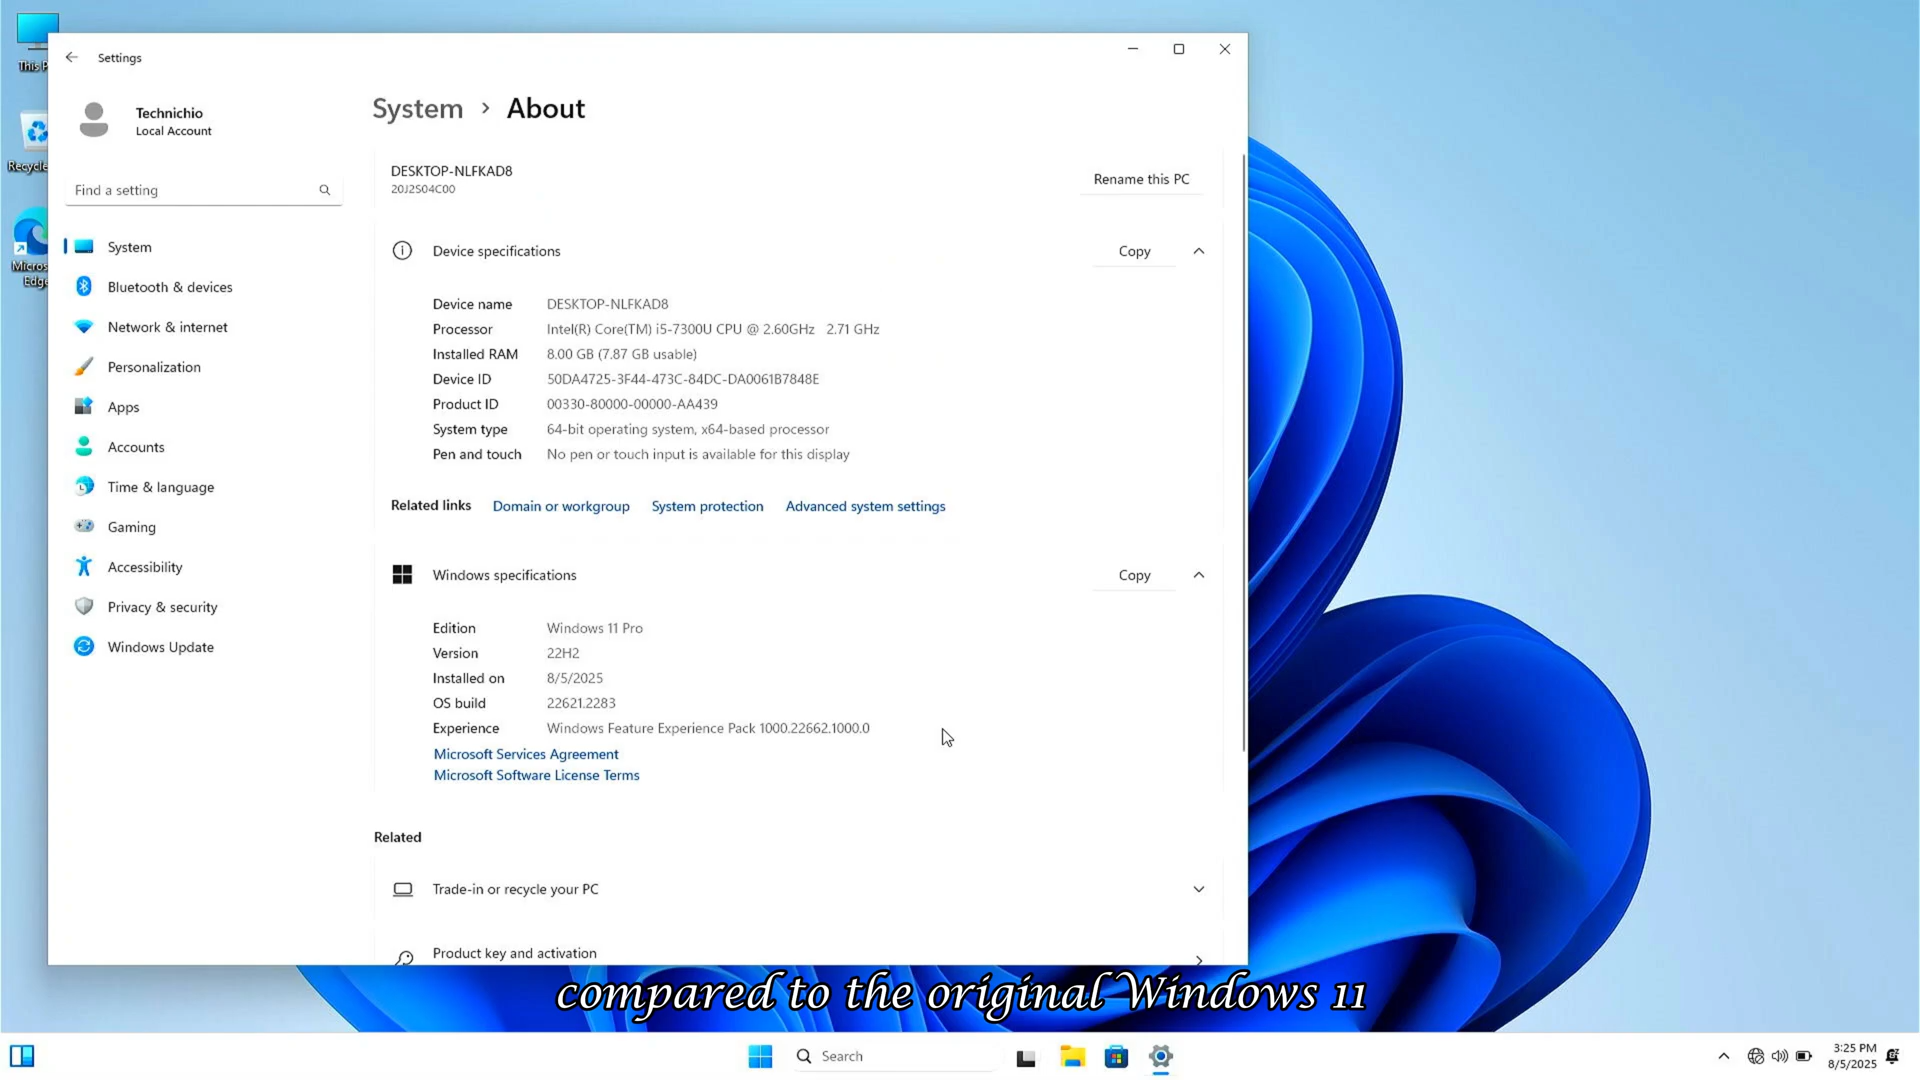 This P
Recycle
Micros
Edge
Settings
Technichio
Local Account
Find a setting
System
Bluetooth & devices
Network & internet
Personalization
Apps
Accounts
Time & language
Gaming
Accessibility
Privacy & security
Windows Update
System > About
DESKTOP-NLFKAD8
20J2S04C00
Rename this PC
Device specifications
Copy
Device name DESKTOP-NLFKAD8
Processor Intel(R) Core(TM) i5-7300U CPU @ 2.60GHz 2.71 GHz
Installed RAM 8.00 GB (7.87 GB usable)
Device ID 50DA4725-3F44-473C-84DC-DA0061B7848E
Product ID 00330-80000-00000-AA439
System type 64-bit operating system, x64-based processor
Pen and touch No pen or touch input is available for this display
Related links Domain or workgroup System protection Advanced system settings
Windows specifications
Copy
Edition Windows 11 Pro
Version 22H2
Installed on 8/5/2025
OS build 22621.2283
Experience Windows Feature Experience Pack 1000.22662.1000.0
Microsoft Services Agreement
Microsoft Software License Terms
Related
Trade-in or recycle your PC
Product key and activation
compared to the original Windows 11
Search
3:25 PM
8/5/2025